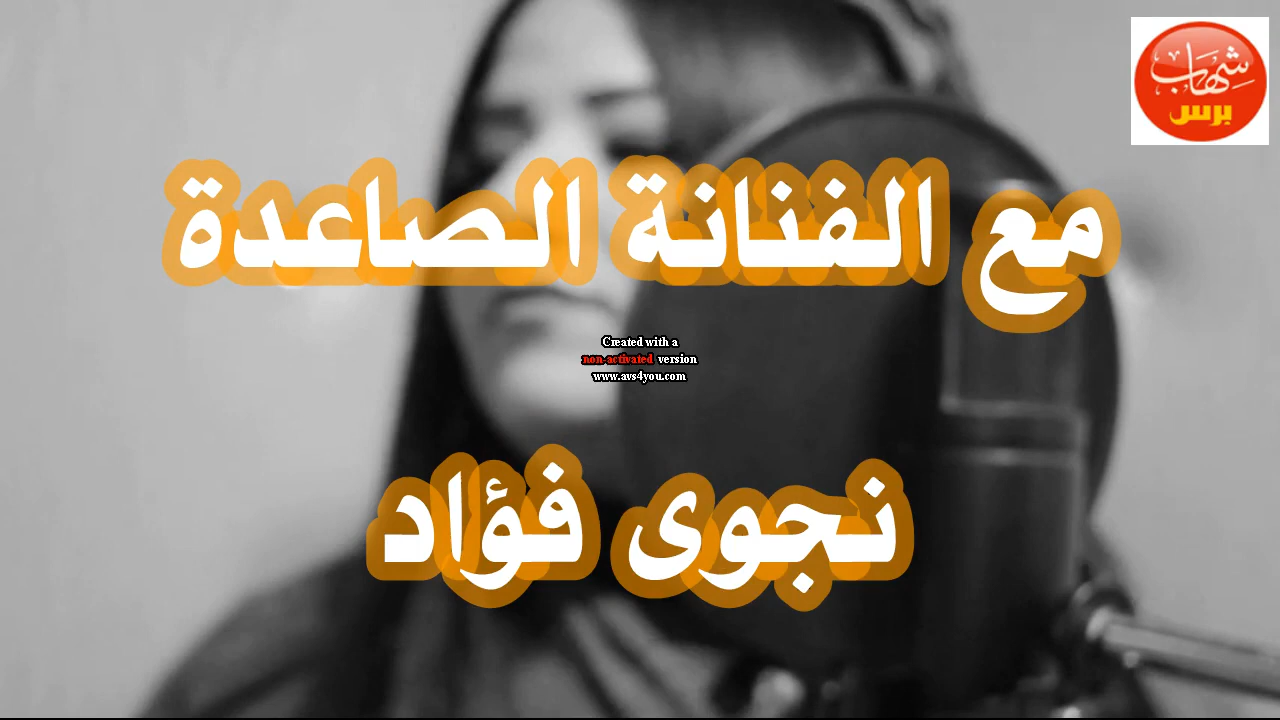 شهاب
برس
مع الفنانة الصاعدة
Created with a
non-activated version
www.avs4you.com
نجوى فؤاد